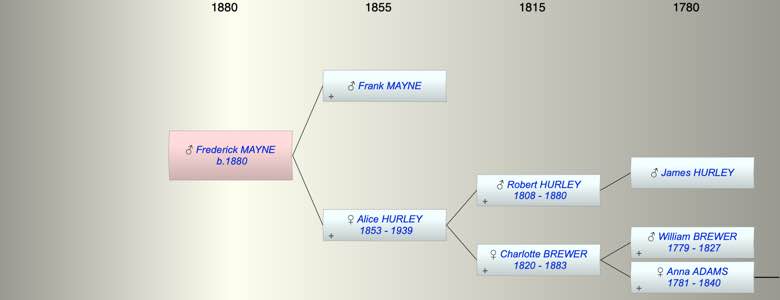 1880 1855 1815 1780
♂ Frank MAYNE
+
♂ Frederick MAYNE
b.1880
♂ James HURLEY
♂ Robert HURLEY
1808 - 1880
+
♀ Alice HURLEY
1853 - 1939
+
♂ William BREWER
1779 - 1827
+
♀ Charlotte BREWER
1820 - 1883
+
♀ Anna ADAMS
1781 - 1840
+